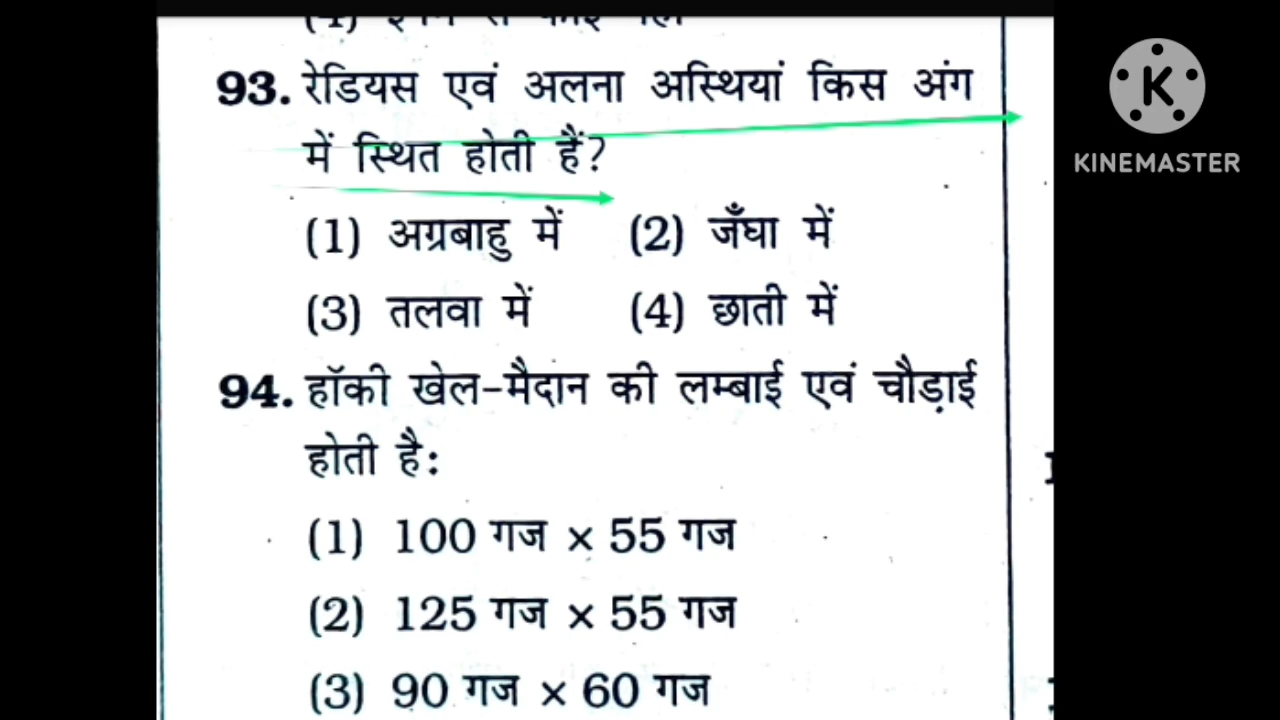 93. रेडियस एवं अलना अस्थियां किस अंग
में स्थित होती हैं?
(1) अग्रबाहु में (2) जँघा में
(3) तलवा में (4) छाती में
94. हॉकी खेल-मैदान की लम्बाई एवं चौड़ाई
होती है:
(1) 100 गज × 55 गज
(2) 125 गज × 55 गज
(3) 90 गज × 60 गज
K
KINEMASTER